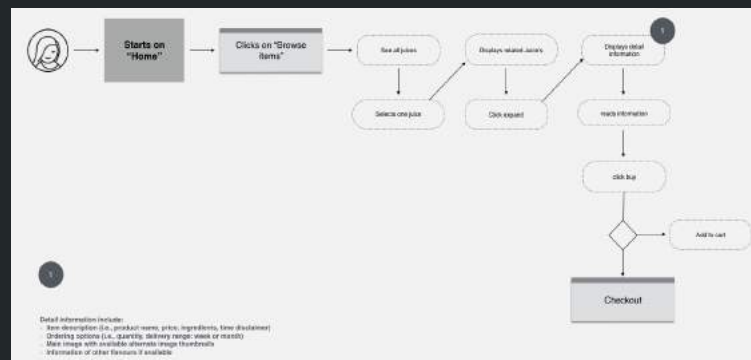 Starts on
"Home"
Clicks on "Browse
items"
See all juices
Selects one juice
Displays related Juicers
Click expand
1
Displays detail
information
reads information
click buy
Add to cart
Checkout
1
Detail information include:
- Item description (i.e., product name, price, ingredients, time disclaimer)
- Ordering options (i.e., quantity, delivery range: week or month)
- Main image with available alternate image thumbnails
- Information of other flavours if available